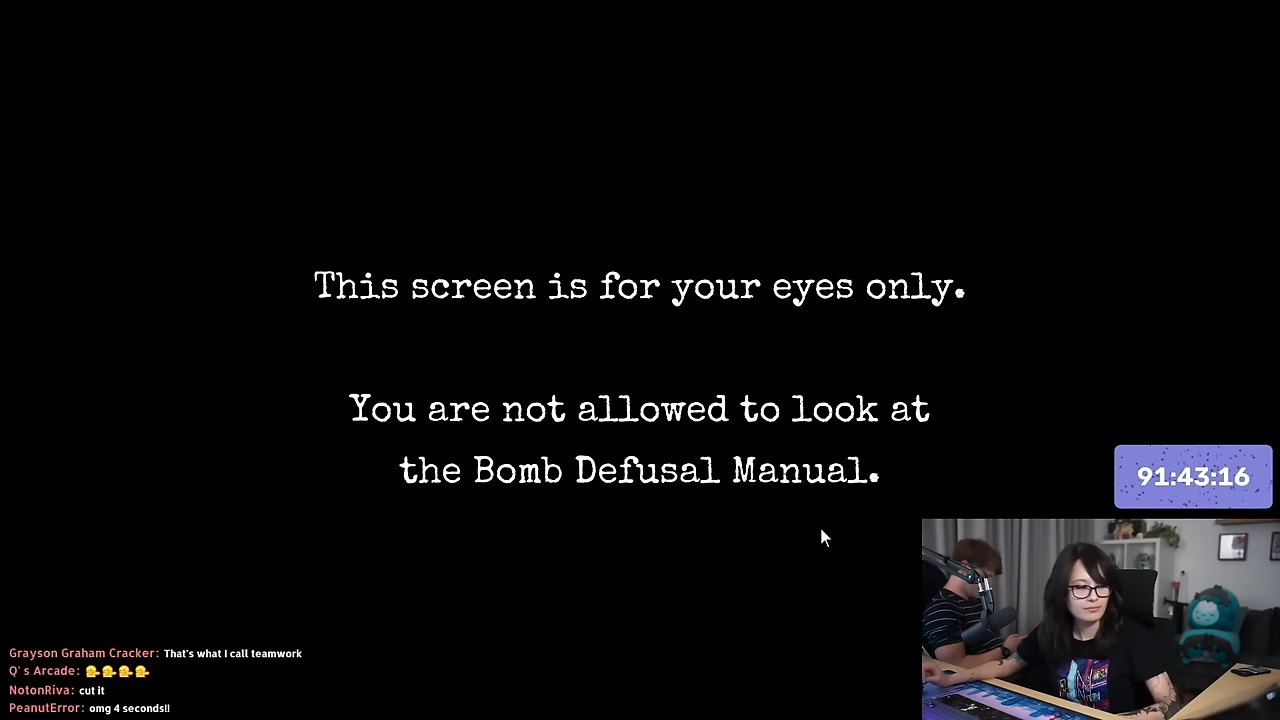 This screen is for your eyes only.
You are not allowed to look at
the Bomb Defusal Manual.
91:43:16
Grayson Graham Cracker: That's what I call teamwork
Q's Arcade: 🫡🫡🫡🫡
NotonRiva: cut it
PeanutError: omg 4 seconds!!